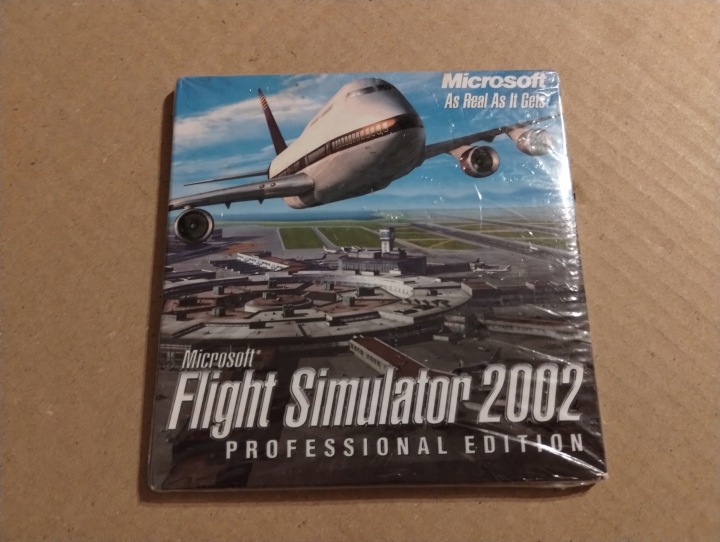 Microsoft
As Real As It Gets
Microsoft®
Flight Simulator 2002
PROFESSIONAL EDITION